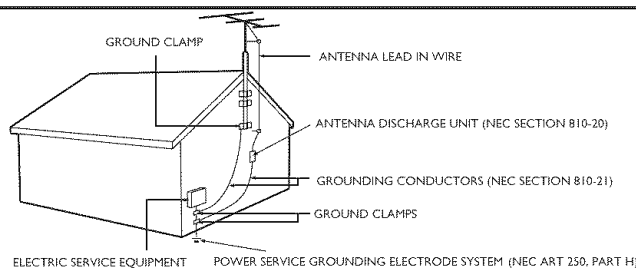 GROUND CLAMP
ANTENNA LEAD IN WIRE
ANTENNA DISCHARGE UNIT (NEC SECTION 810-20)
GROUNDING CONDUCTORS (NEC SECTION 810-21)
GROUND CLAMPS
ELECTRIC SERVICE EQUIPMENT
POWER SERVICE GROUNDING ELECTRODE SYSTEM (NEC ART 250, PART H)